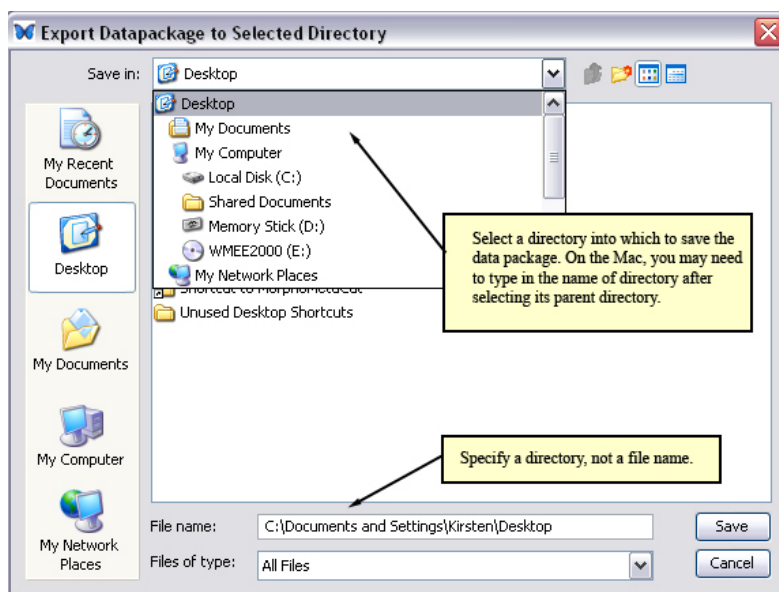 Export Datapackage to Selected Directory
Save in:
Desktop
Desktop
My Documents
My Computer
Local Disk (C:)
Shared Documents
Memory Stick (D:)
WMEE2000 (E:)
My Network Places
Shortcut to MorphoMetaCat
Unused Desktop Shortcuts
My Recent
Documents
Desktop
My Documents
My Computer
My Network
Places
Select a directory into which to save the
data package. On the Mac, you may need
to type in the name of directory after
selecting its parent directory.
Specify a directory, not a file name.
File name:
C:\Documents and Settings\Kirsten\Desktop
Save
Files of type:
All Files
Cancel